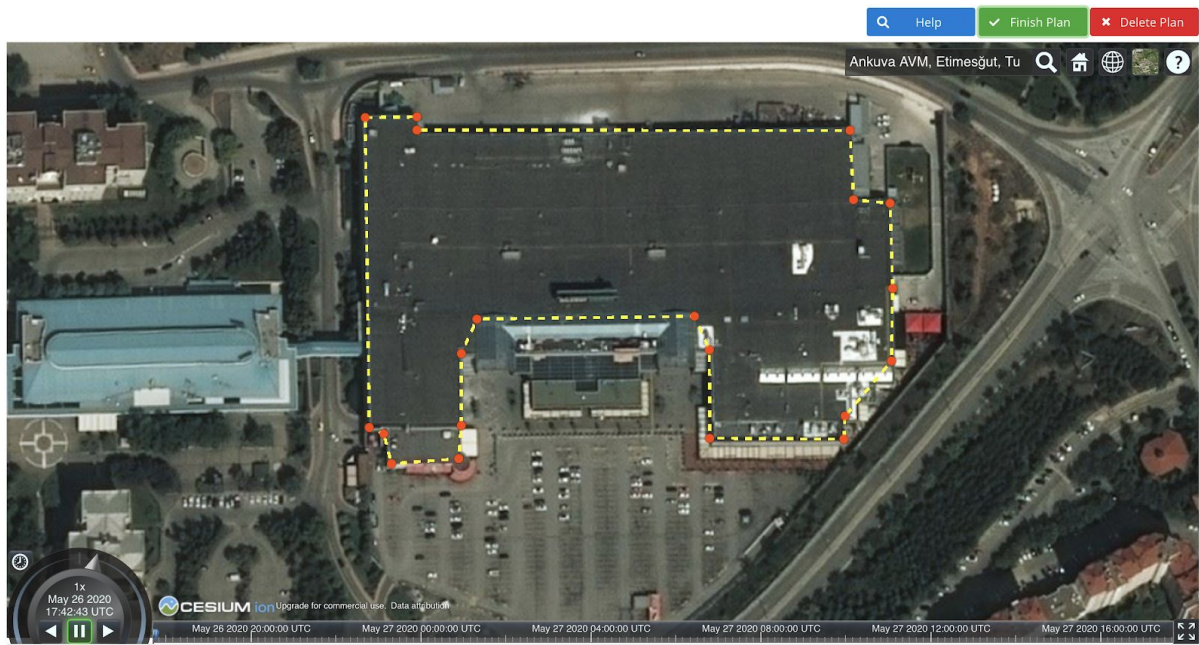 Help
Finish Plan
Delete Plan
Ankuva AVM, Etimesğut, Tu
?
1x
May 26 2020
17:42:43 UTC
CESIUM ion Upgrade for commercial use. Data attribution
May 26 2020 20:00:00 UTC
May 27 2020 00:00:00 UTC
May 27 2020 04:00:00 UTC
May 27 2020 08:00:00 UTC
May 27 2020 12:00:00 UTC
May 27 2020 16:00:00 UTC